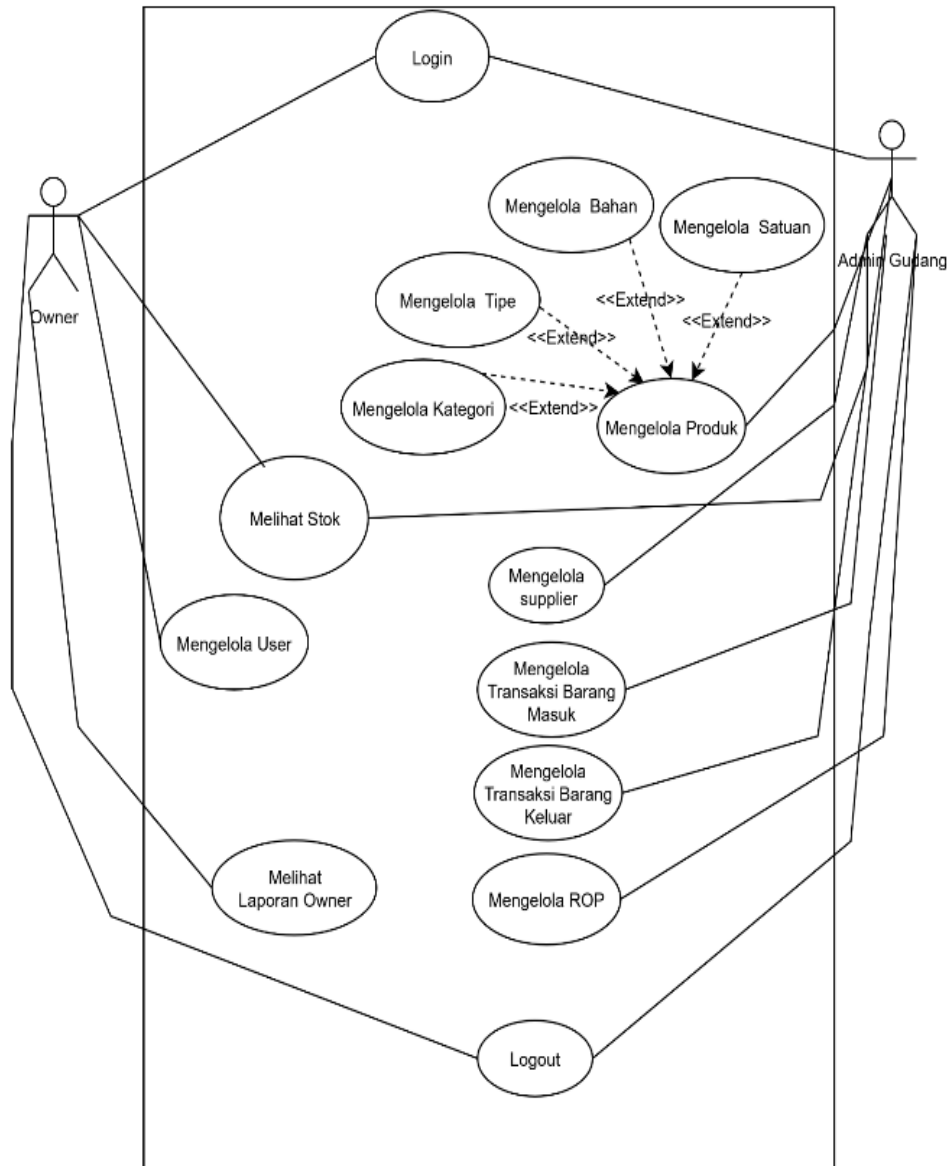 Login
Mengelola Bahan
Mengelola Satuan
Admin Gudang
Mengelola Tipe
<<Extend>>
<<Extend>>
<<Extend>>
Owner
Mengelola Kategori
<<Extend>>
Mengelola Produk
Melihat Stok
Mengelola
supplier
Mengelola User
Mengelola
Transaksi Barang
Masuk
Mengelola
Transaksi Barang
Keluar
Melihat
Laporan Owner
Mengelola ROP
Logout